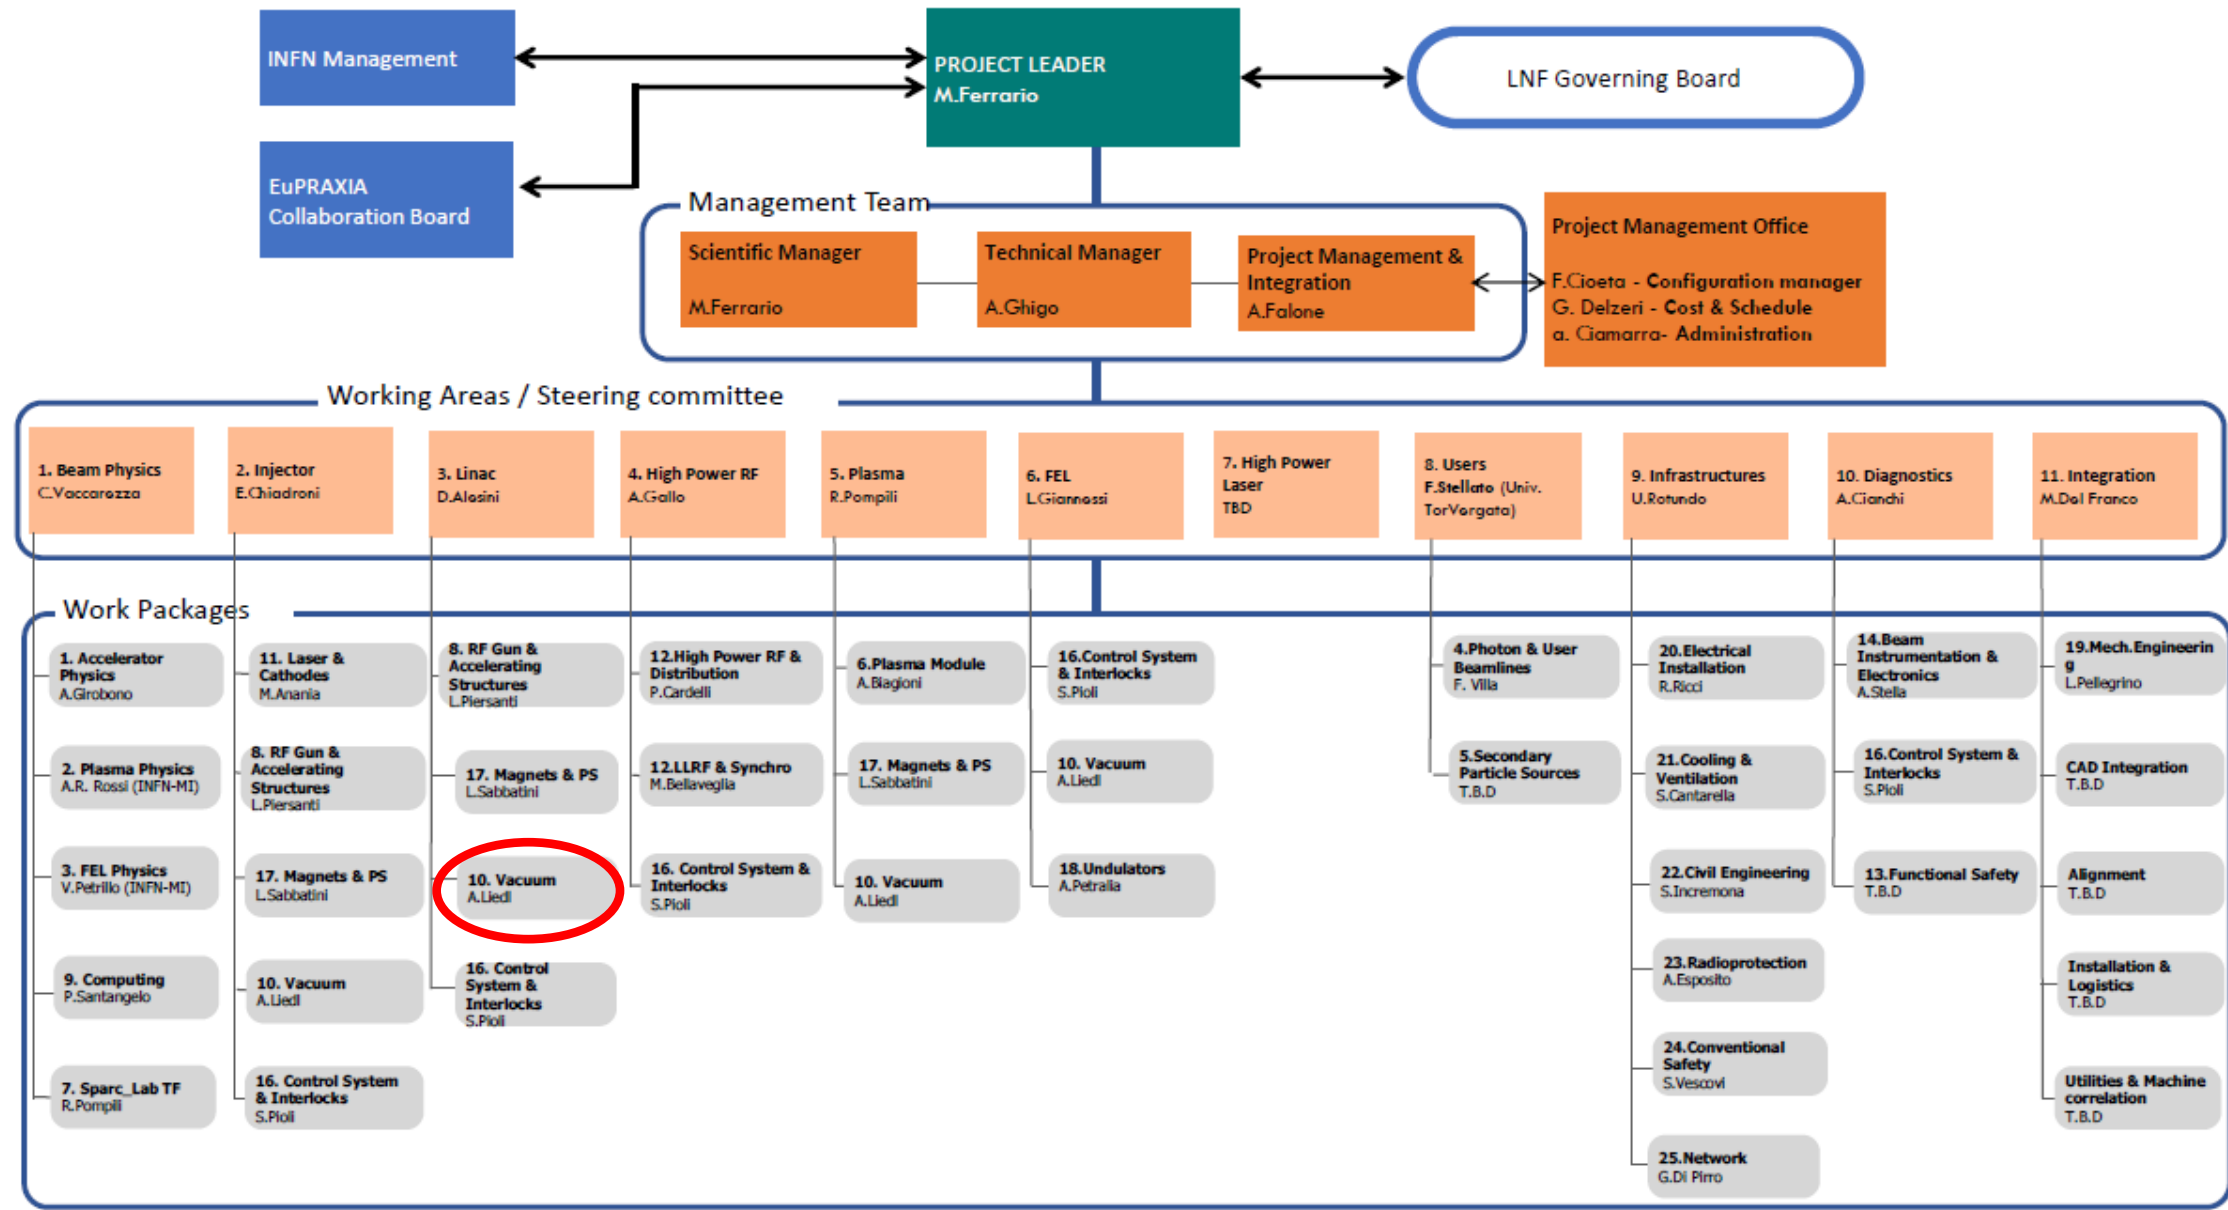 INFN Management
PROJECT LEADER
M.Ferrario
LNF Governing Board
EuPRAXIA
Collaboration Board
Management Team
Scientific Manager
M.Ferrario
Technical Manager
A.Ghigo
Project Management &
Integration
A.Falone
Project Management Office
F.Cioeta - Configuration manager
G. Delzeri - Cost & Schedule
a. Ciamarra- Administration
Working Areas / Steering committee
1. Beam Physics
C.Vaccarezza
2. Injector
E.Chiadroni
3. Linac
D.Alesini
4. High Power RF
A.Gallo
5. Plasma
R.Pompili
6. FEL
L.Giannessi
7. High Power
Laser
TBD
8. Users
F.Stellato (Univ.
TorVergata)
9. Infrastructures
U.Rotundo
10. Diagnostics
A.Cianchi
11. Integration
M.Del Franco
Work Packages
1. Accelerator
Physics
A.Girobono
2. Plasma Physics
A.R. Rossi (INFN-MI)
3. FEL Physics
V.Petrillo (INFN-MI)
9. Computing
P.Santangelo
7. Sparc_Lab TF
R.Pompili
11. Laser &
Cathodes
M.Anania
8. RF Gun &
Accelerating
Structures
L.Piersanti
17. Magnets & PS
L.Sabbatini
10. Vacuum
A.Liedl
16. Control System
& Interlocks
S.Pioli
8. RF Gun &
Accelerating
Structures
L.Piersanti
17. Magnets & PS
L.Sabbatini
10. Vacuum
A.Liedl
16. Control
System &
Interlocks
S.Pioli
12.High Power RF &
Distribution
P.Cardelli
12.LLRF & Synchro
M.Bellaveglia
16. Control System &
Interlocks
S.Pioli
6.Plasma Module
A.Biagioni
17. Magnets & PS
L.Sabbatini
10. Vacuum
A.Liedl
16.Control System
& Interlocks
S.Pioli
10. Vacuum
A.Liedl
18.Undulators
A.Petralia
4.Photon & User
Beamlines
F. Villa
5.Secondary
Particle Sources
T.B.D
20.Electrical
Installation
R.Ricci
21.Cooling &
Ventilation
S.Cantarella
22.Civil Engineering
S.Incremona
23.Radioprotection
A.Esposito
24.Conventional
Safety
S.Vescovi
25.Network
G.Di Pirro
14.Beam
Instrumentation &
Electronics
A.Stella
16.Control System &
Interlocks
S.Pioli
13.Functional Safety
T.B.D
19.Mech.Engineerin
g
L.Pellegrino
CAD Integration
T.B.D
Alignment
T.B.D
Installation &
Logistics
T.B.D
Utilities & Machine
correlation
T.B.D